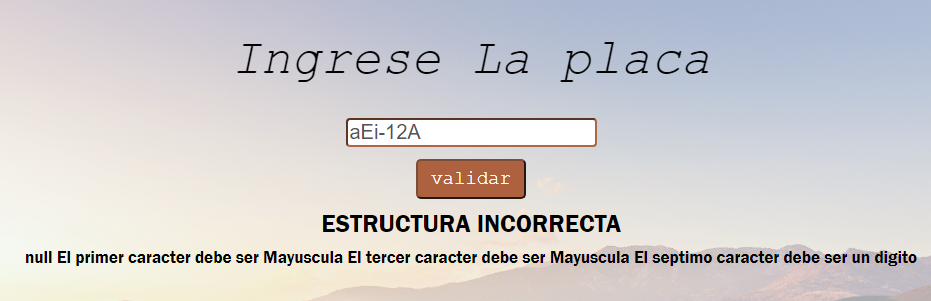 Ingrese La placa
aEi-12A
validar
ESTRUCTURA INCORRECTA
null El primer caracter debe ser Mayuscula El tercer caracter debe ser Mayuscula El septimo caracter debe ser un digito